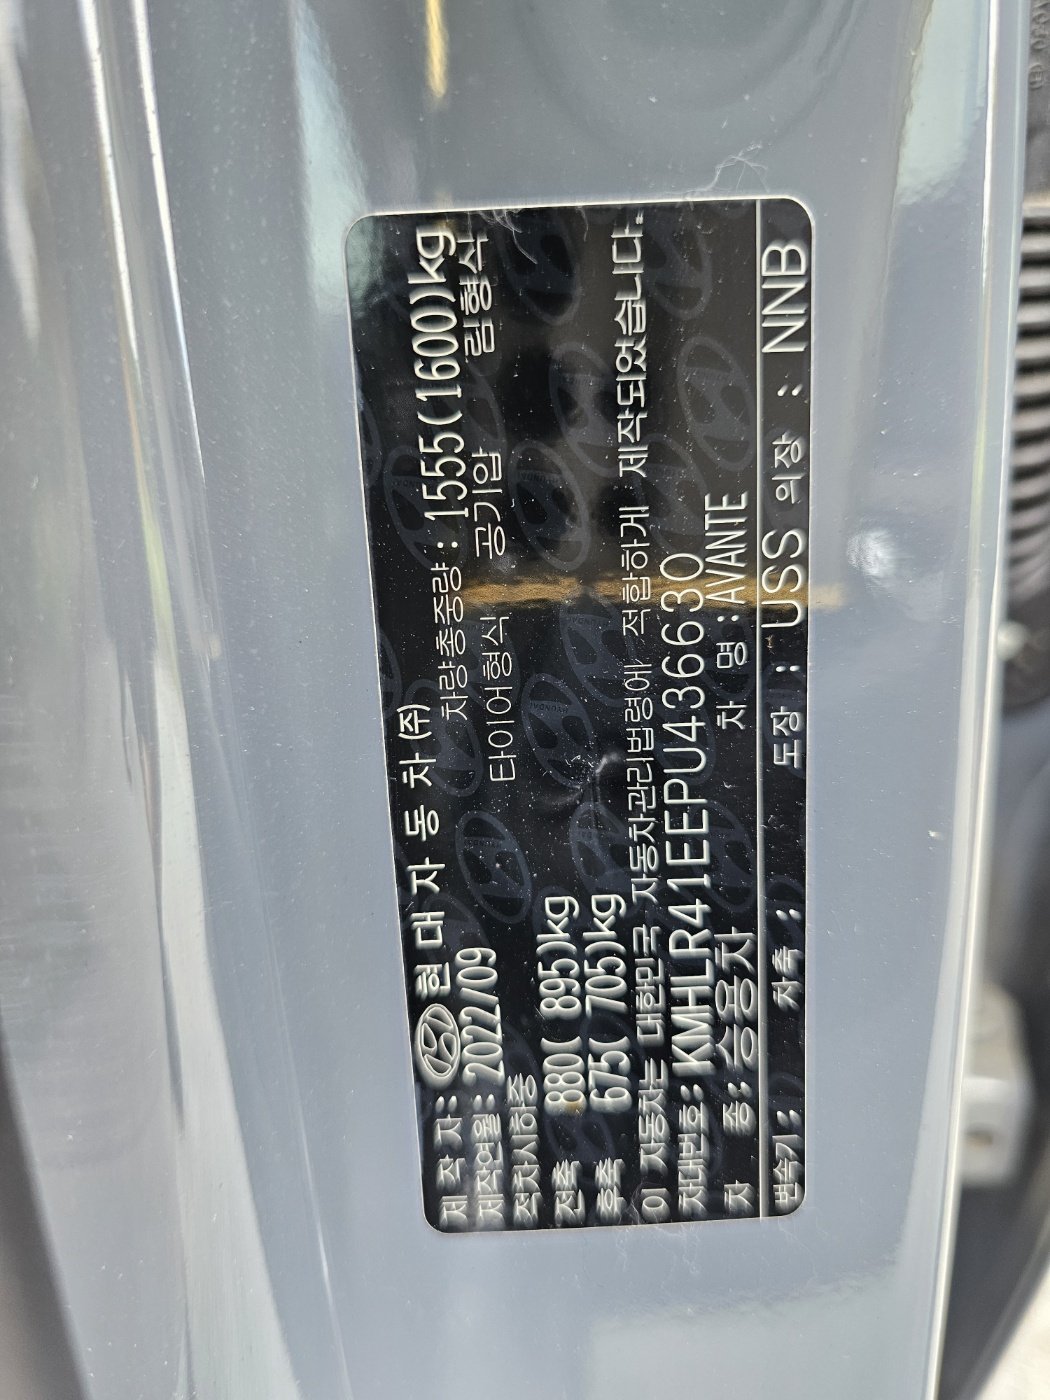 제 작 자 : HYUNDAI 현 대 자 동 차 (주)
제작연월 : 2022/09 차량총중량 : 1555(1600)kg
적차시하중 타이어형식 공기압 림형식
전축 880( 895)kg
후축 675( 705)kg
이 자동차는 대한민국 자동차관리법령에 적합하게 제작되었습니다.
차대번호 : KMHLR41EEPU436630
차 종 : 승용차 차 명 : AVANTE
변속기 : 차축 : 도장 : USS 의장 : NNB